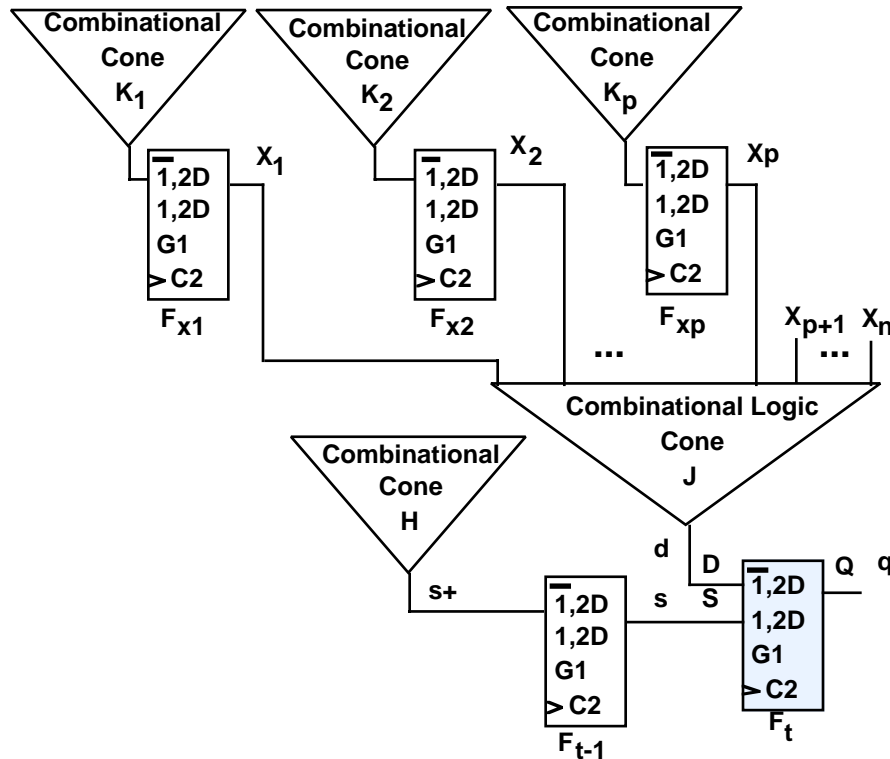 Combinational
Cone
K1
Combinational
Cone
K2
Combinational
Cone
Kp
1,2D
1,2D
G1
> C2
X1
Fx1
1,2D
1,2D
G1
> C2
X2
Fx2
1,2D
1,2D
G1
> C2
Xp
Fxp
...
Xp+1
...
Xn
Combinational Logic
Cone
J
Combinational
Cone
H
s+
1,2D
1,2D
G1
> C2
Ft-1
d
D
s
S
1,2D
1,2D
G1
> C2
Ft
Q
q